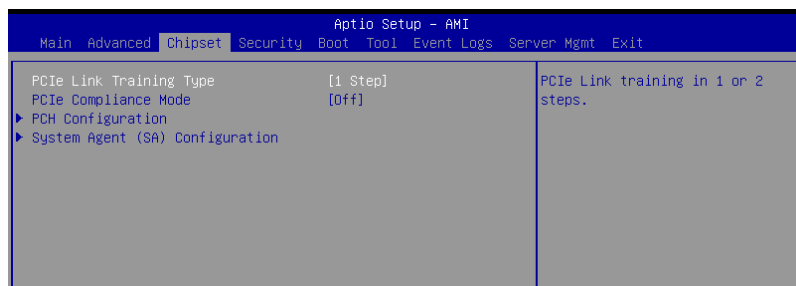 Aptio Setup – AMI
Main Advanced Chipset Security Boot Tool Event Logs Server Mgmt Exit
PCIe Link Training Type [1 Step]
PCIe Compliance Mode [Off]
PCH Configuration
System Agent (SA) Configuration
PCIe Link training in 1 or 2
steps.